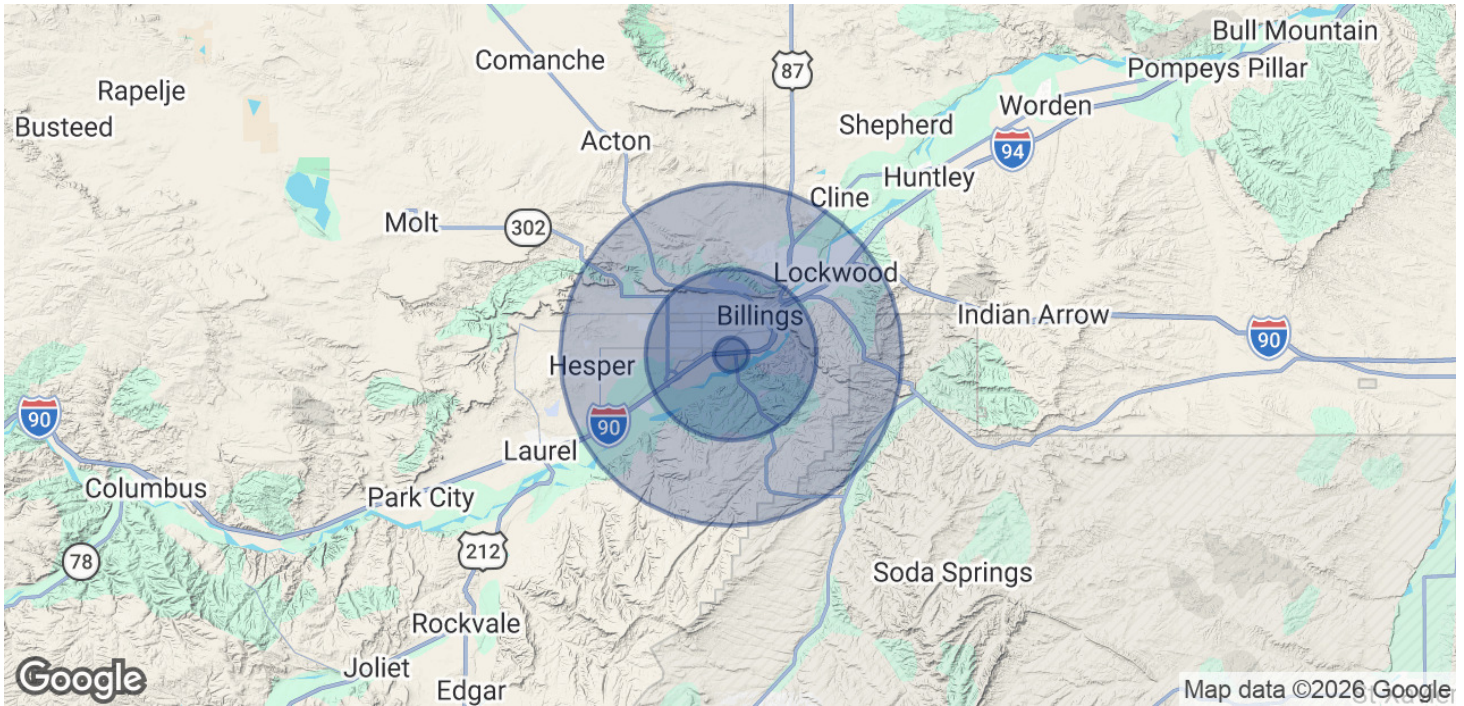 Bull Mountain
Comanche
87
Pompeys Pillar
Rapelje
Worden
Busteed
Shepherd
Acton
94
Huntley
Cline
Molt
302
Lockwood
Billings
Indian Arrow
90
Hesper
90
90
Laurel
Columbus
Park City
212
78
Soda Springs
Rockvale
Joliet
Edgar
Google
Map data ©2026 Google